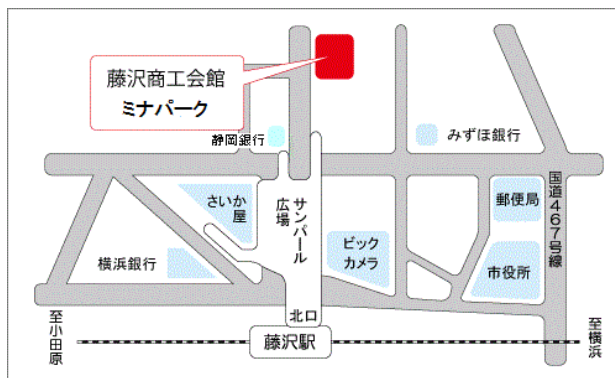 藤沢商工会館
ミナパーク
静岡銀行
みずほ銀行
さいか
屋
サンパール
広場
ビック
カメラ
郵便局
市役所
国道467号線
横浜銀行
北口
藤沢駅
至小田原
至横浜